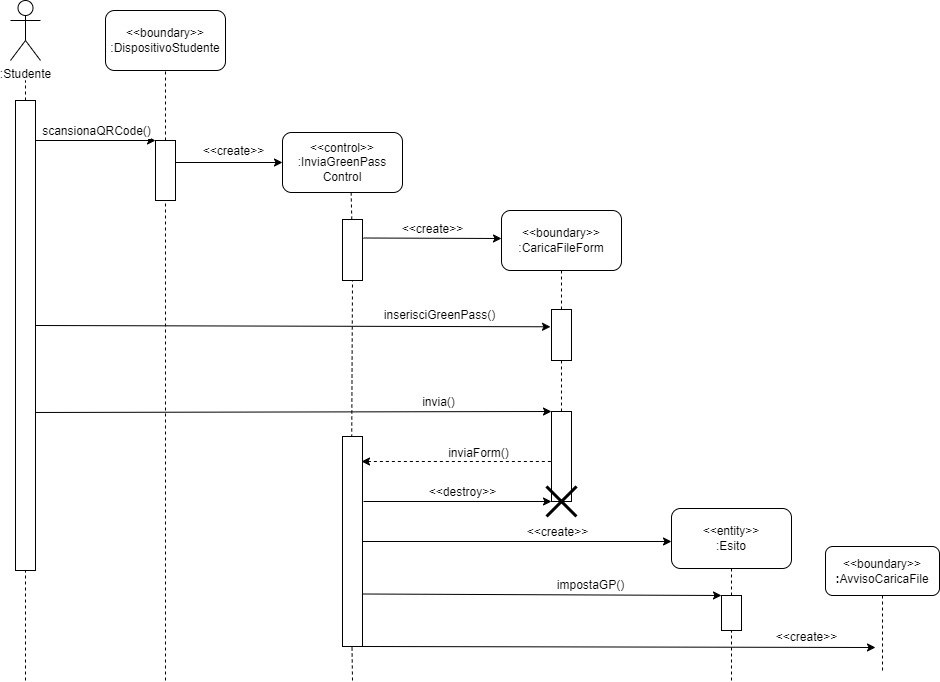 <<boundary>>
:DispositivoStudente
:Studente
scansionaQRCode()
<<create>>
<<control>>
:InviaGreenPass
Control
<<create>>
<<boundary>>
:CaricaFileForm
inserisciGreenPass()
invia()
inviaForm()
<<destroy>>
<<create>>
<<entity>>
:Esito
<<boundary>>
:AvvisoCaricaFile
impostaGP()
<<create>>